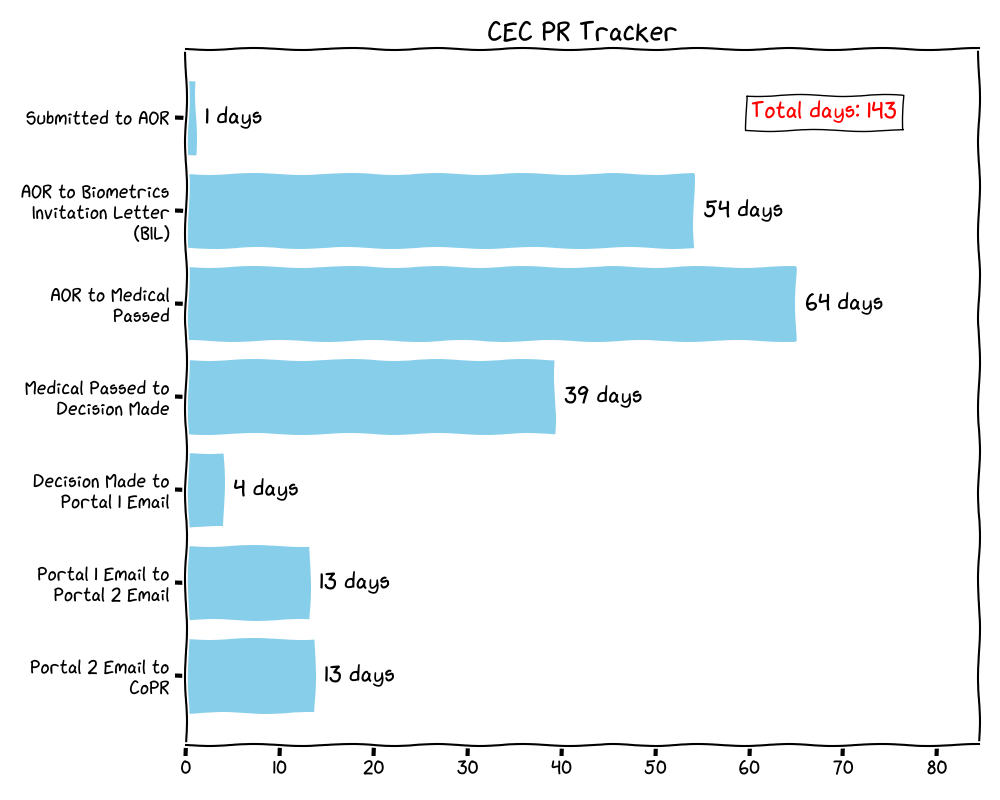 CEC PR Tracker
Submitted to AOR
1 days
Total days: 143
AOR to Biometrics
Invitation Letter
(BIL)
54 days
AOR to Medical
Passed
64 days
Medical Passed to
Decision Made
39 days
Decision Made to
Portal 1 Email
4 days
Portal 1 Email to
Portal 2 Email
13 days
Portal 2 Email to
CoPR
13 days
0 10 20 30 40 50 60 70 80